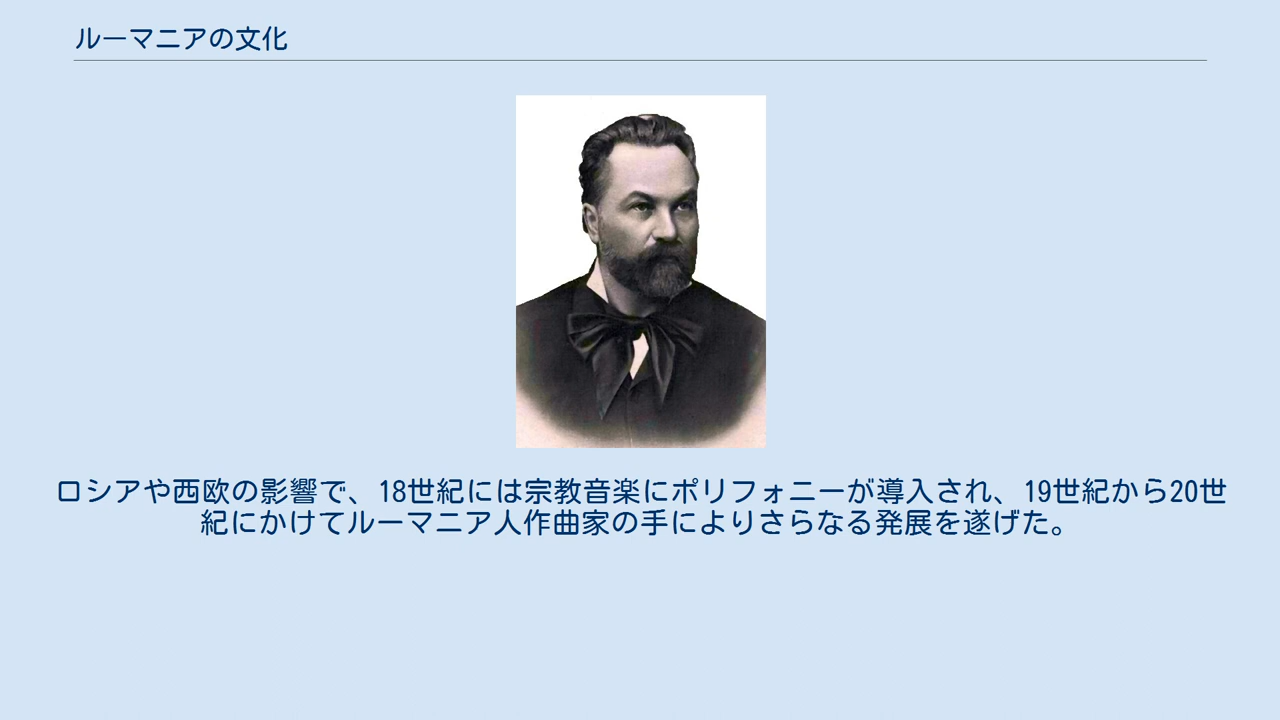 ルーマニアの文化
ロシアや西欧の影響で、18世紀には宗教音楽にポリフォニーが導入され、19世紀から20世
紀にかけてルーマニア人作曲家の手によりさらなる発展を遂げた。